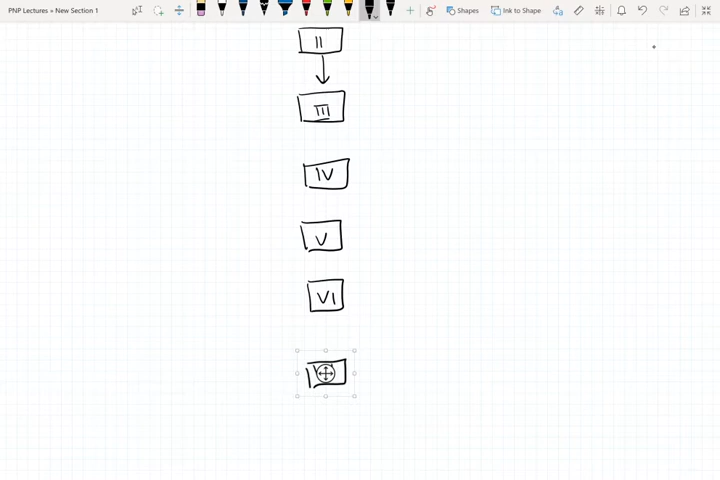 PNP Lectures » New Section 1
Shapes
Ink to Shape
II
III
IV
V
VI